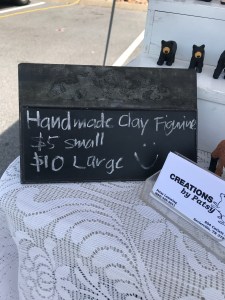 Handmade Clay Figurine
$5 Small
$10 Large
CREATIONS
by Patsy